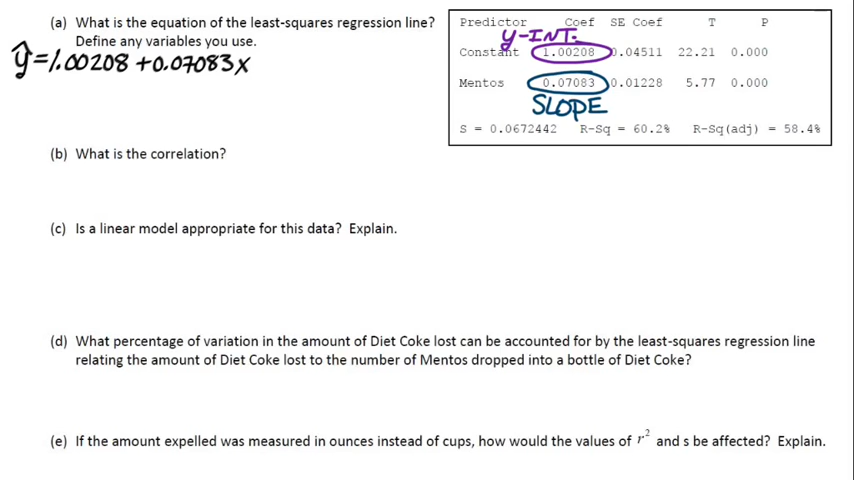 (a) What is the equation of the least-squares regression line?
Define any variables you use.
ŷ=1.00208+0.07083x
Predictor Coef SE Coef T P
y-INT.
Constant 1.00208 0.04511 22.21 0.000
Mentos 0.07083 0.01228 5.77 0.000
SLOPE
S = 0.0672442 R-Sq = 60.2% R-Sq(adj) = 58.4%
(b) What is the correlation?
(c) Is a linear model appropriate for this data? Explain.
(d) What percentage of variation in the amount of Diet Coke lost can be accounted for by the least-squares regression line
relating the amount of Diet Coke lost to the number of Mentos dropped into a bottle of Diet Coke?
(e) If the amount expelled was measured in ounces instead of cups, how would the values of r² and s be affected? Explain.